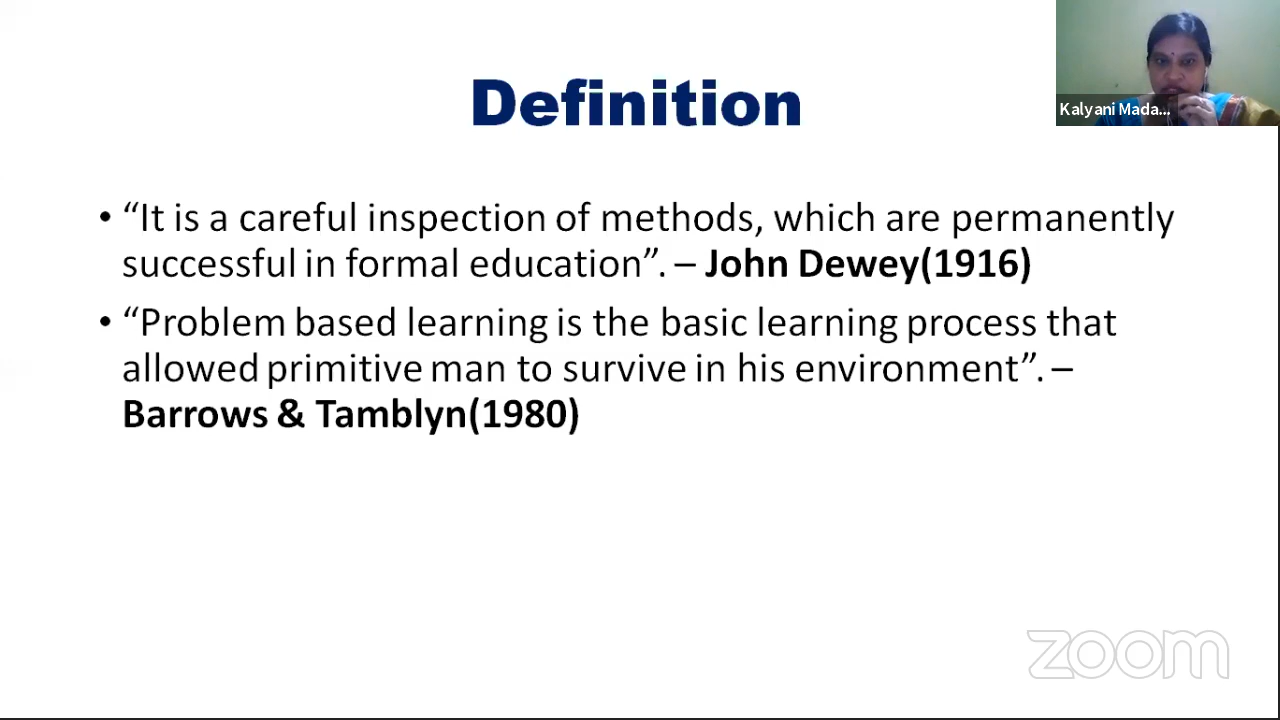 Definition
Kalyani Mada...
• “It is a careful inspection of methods, which are permanently
successful in formal education”. – John Dewey(1916)
• “Problem based learning is the basic learning process that
allowed primitive man to survive in his environment”. –
Barrows & Tamblyn(1980)
zoom